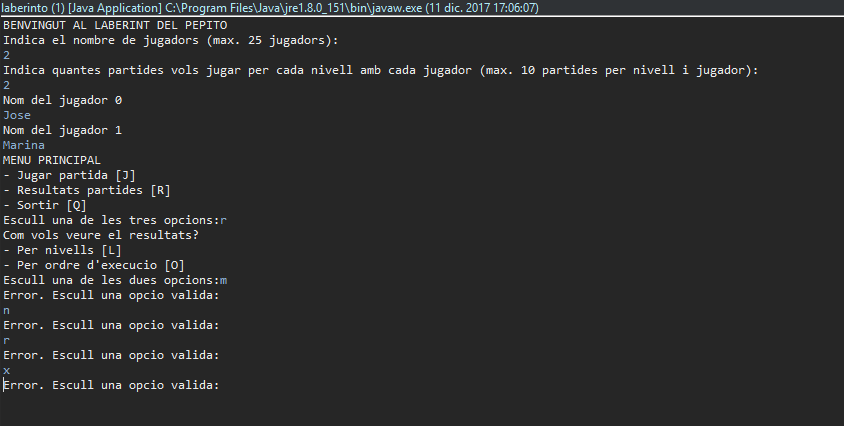 laberinto (1) [Java Application] C:\Program Files\Java\jre1.8.0_151\bin\javaw.exe (11 dic. 2017 17:06:07)
BENVINGUT AL LABERINT DEL PEPITO
Indica el nombre de jugadors (max. 25 jugadors):
2
Indica quantes partides vols jugar per cada nivell amb cada jugador (max. 10 partides per nivell i jugador):
2
Nom del jugador 0
Jose
Nom del jugador 1
Marina
MENU PRINCIPAL
- Jugar partida [J]
- Resultats partides [R]
- Sortir [Q]
Escull una de les tres opcions:r
Com vols veure el resultats?
- Per nivells [L]
- Per ordre d'execucio [O]
Escull una de les dues opcions:m
Error. Escull una opcio valida:
n
Error. Escull una opcio valida:
r
Error. Escull una opcio valida:
x
Error. Escull una opcio valida: